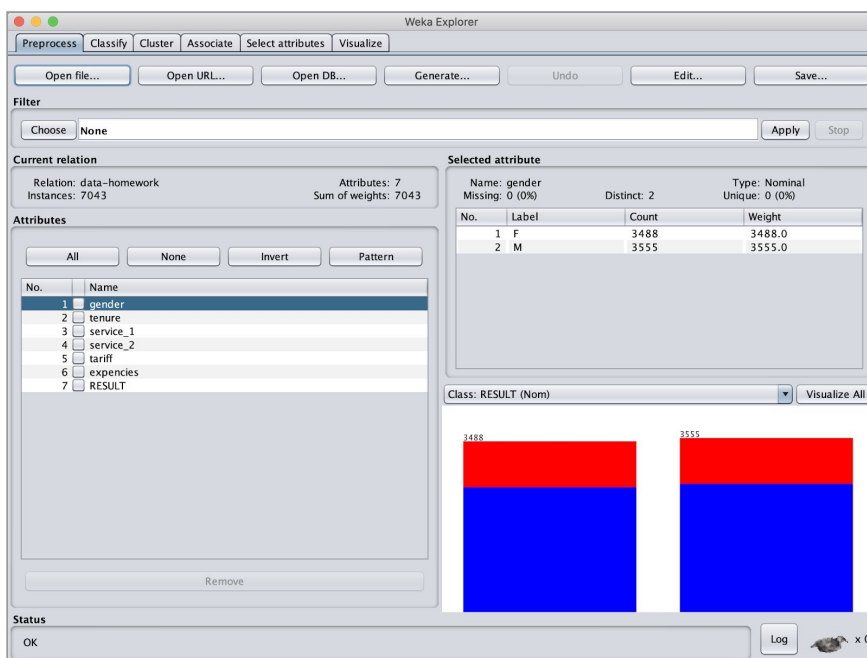 Weka Explorer
Preprocess Classify Cluster Associate Select attributes Visualize
Open file... Open URL... Open DB... Generate... Undo Edit... Save...
Filter
Choose None Apply Stop
Current relation
Relation: data-homework Attributes: 7
Instances: 7043 Sum of weights: 7043
Attributes
All None Invert Pattern
No. Name
1 gender
2 tenure
3 service_1
4 service_2
5 tariff
6 expencies
7 RESULT
Remove
Selected attribute
Name: gender Type: Nominal
Missing: 0 (0%) Distinct: 2 Unique: 0 (0%)
No. Label Count Weight
1 F 3488 3488.0
2 M 3555 3555.0
Class: RESULT (Nom) Visualize All
3488 3555
Status
OK Log x 0